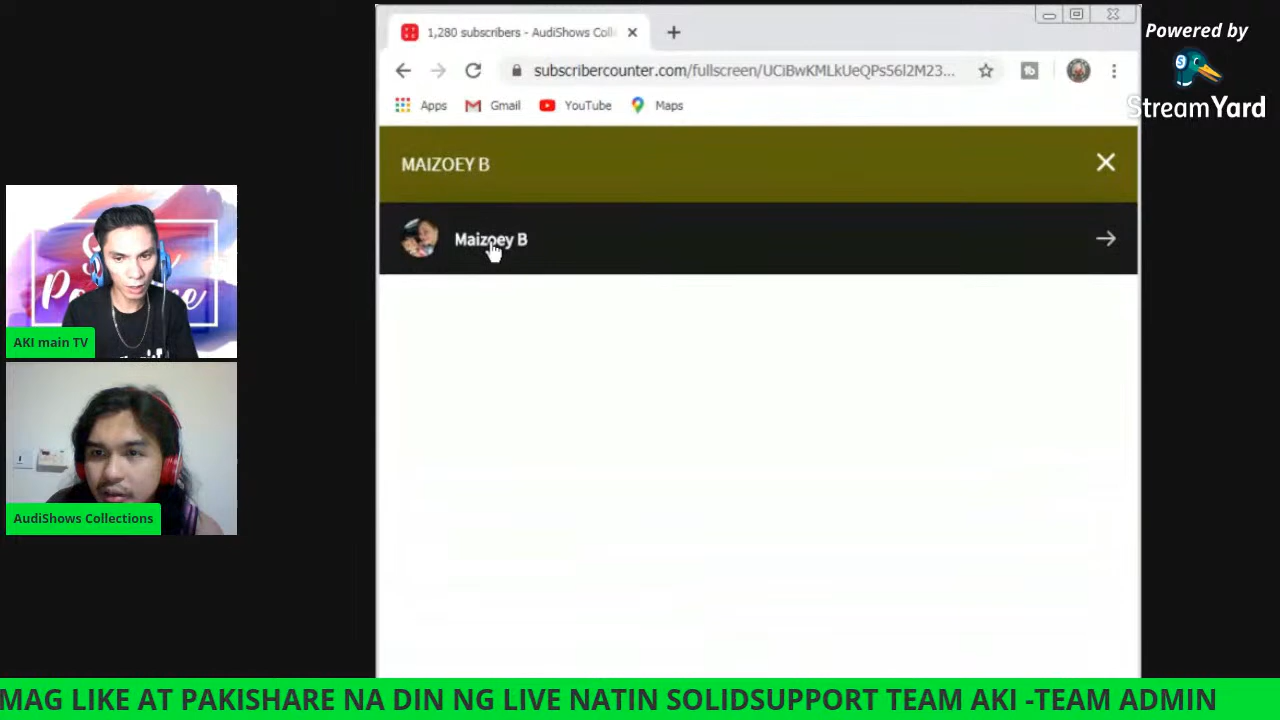 1,280 subscribers - AudiShows Coll
Powered by
StreamYard
subscribercounter.com/fullscreen/UCiBwKMLkUeQPs56l2M23...
Apps
Gmail
YouTube
Maps
MAIZOEY B
Maizoey B
AKI main TV
AudiShows Collections
MAG LIKE AT PAKISHARE NA DIN NG LIVE NATIN SOLIDSUPPORT TEAM AKI -TEAM ADMIN